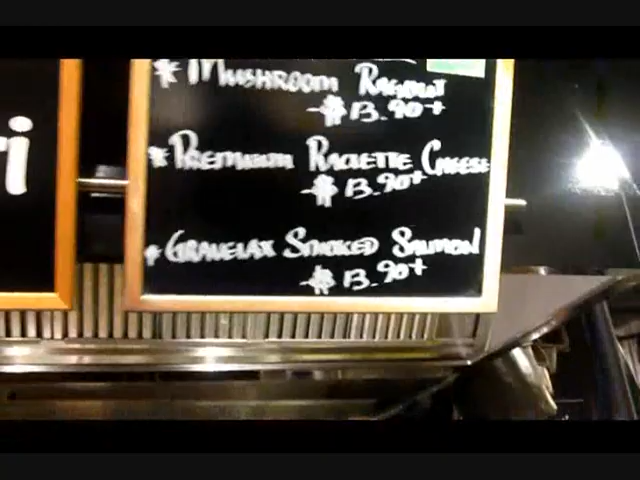 * Mushroom Ragout
$13.90+
* Premium Raclette Cheese
$13.90+
* Gravelax Smoked Salmon
$13.90+